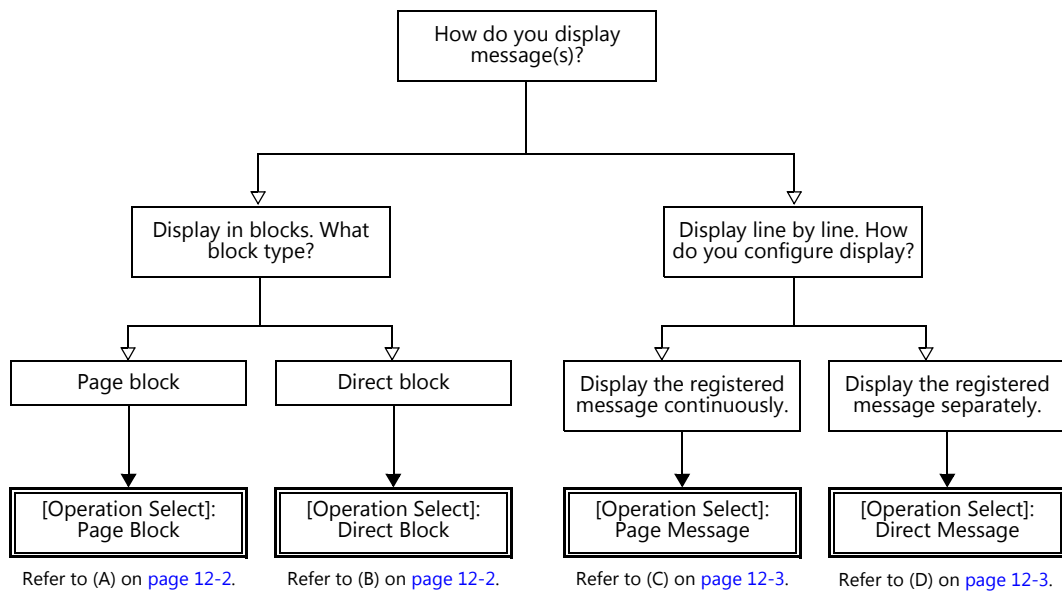 How do you display
message(s)?
Display in blocks. What
block type?
Display line by line. How
do you configure display?
Page block
Direct block
Display the registered
message continuously.
Display the registered
message separately.
[Operation Select]:
Page Block
[Operation Select]:
Direct Block
[Operation Select]:
Page Message
[Operation Select]:
Direct Message
Refer to (A) on page 12-2.
Refer to (B) on page 12-2.
Refer to (C) on page 12-3.
Refer to (D) on page 12-3.